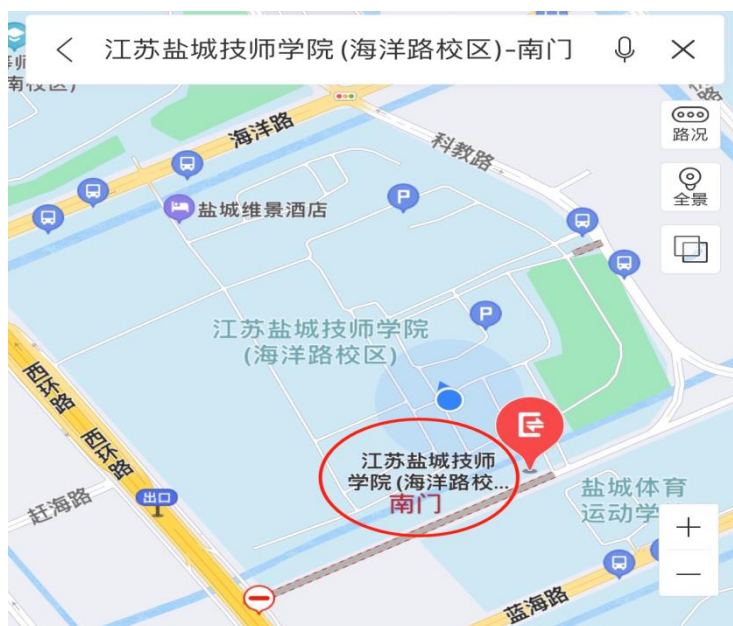 江苏盐城技师学院(海洋路校区)-南门
南校区)
海洋路
科教路
路况
全景
盐城维景酒店
P
江苏盐城技师学院
(海洋路校区)
P
西环路
西环路
江苏盐城技师
学院(海洋路校...
南门
出口
赶海路
盐城体育
运动学
蓝海路